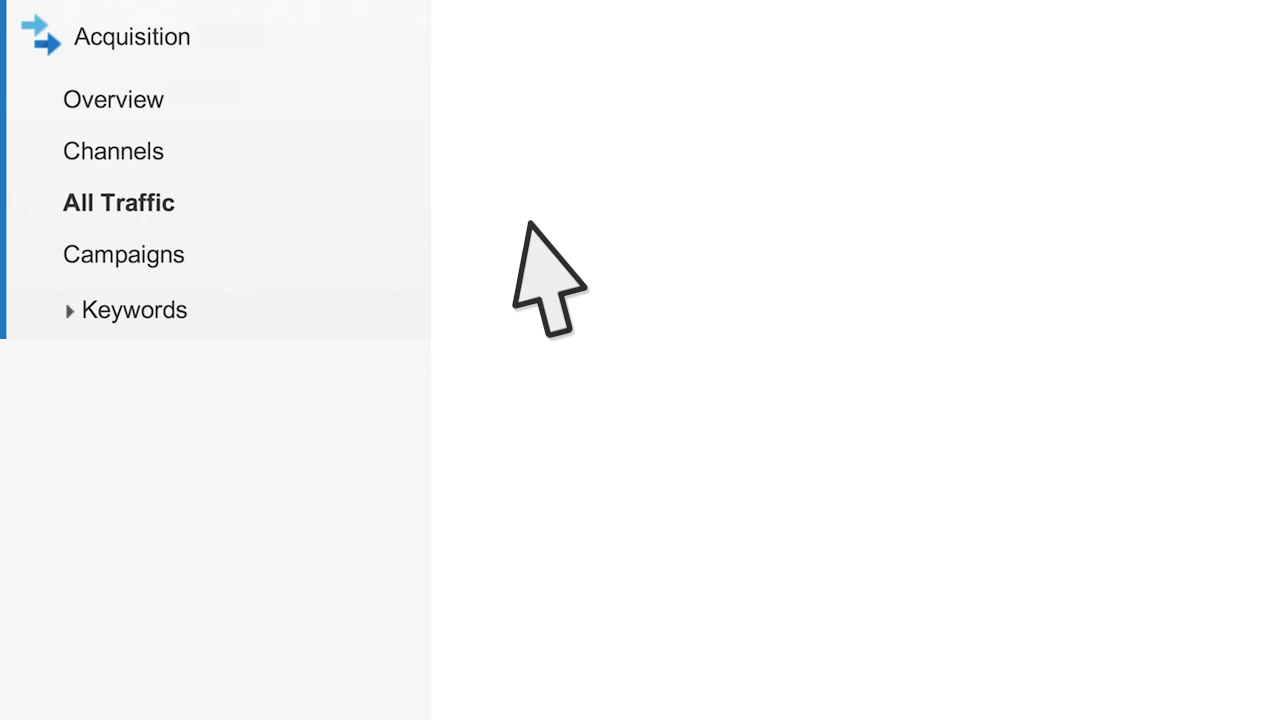 Acquisition
Overview
Channels
All Traffic
Campaigns
Keywords